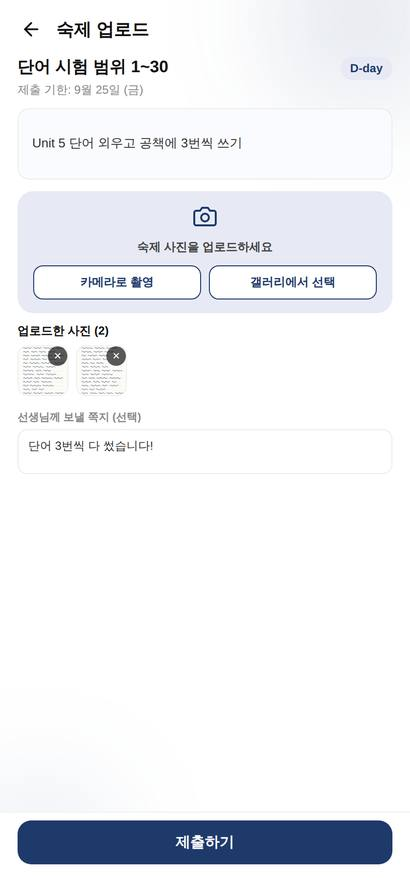 숙제 업로드
단어 시험 범위 1~30
D-day
제출 기한: 9월 25일 (금)
Unit 5 단어 외우고 공책에 3번씩 쓰기
숙제 사진을 업로드하세요
카메라로 촬영
갤러리에서 선택
업로드한 사진 (2)
선생님께 보낼 쪽지 (선택)
단어 3번씩 다 썼습니다!
제출하기